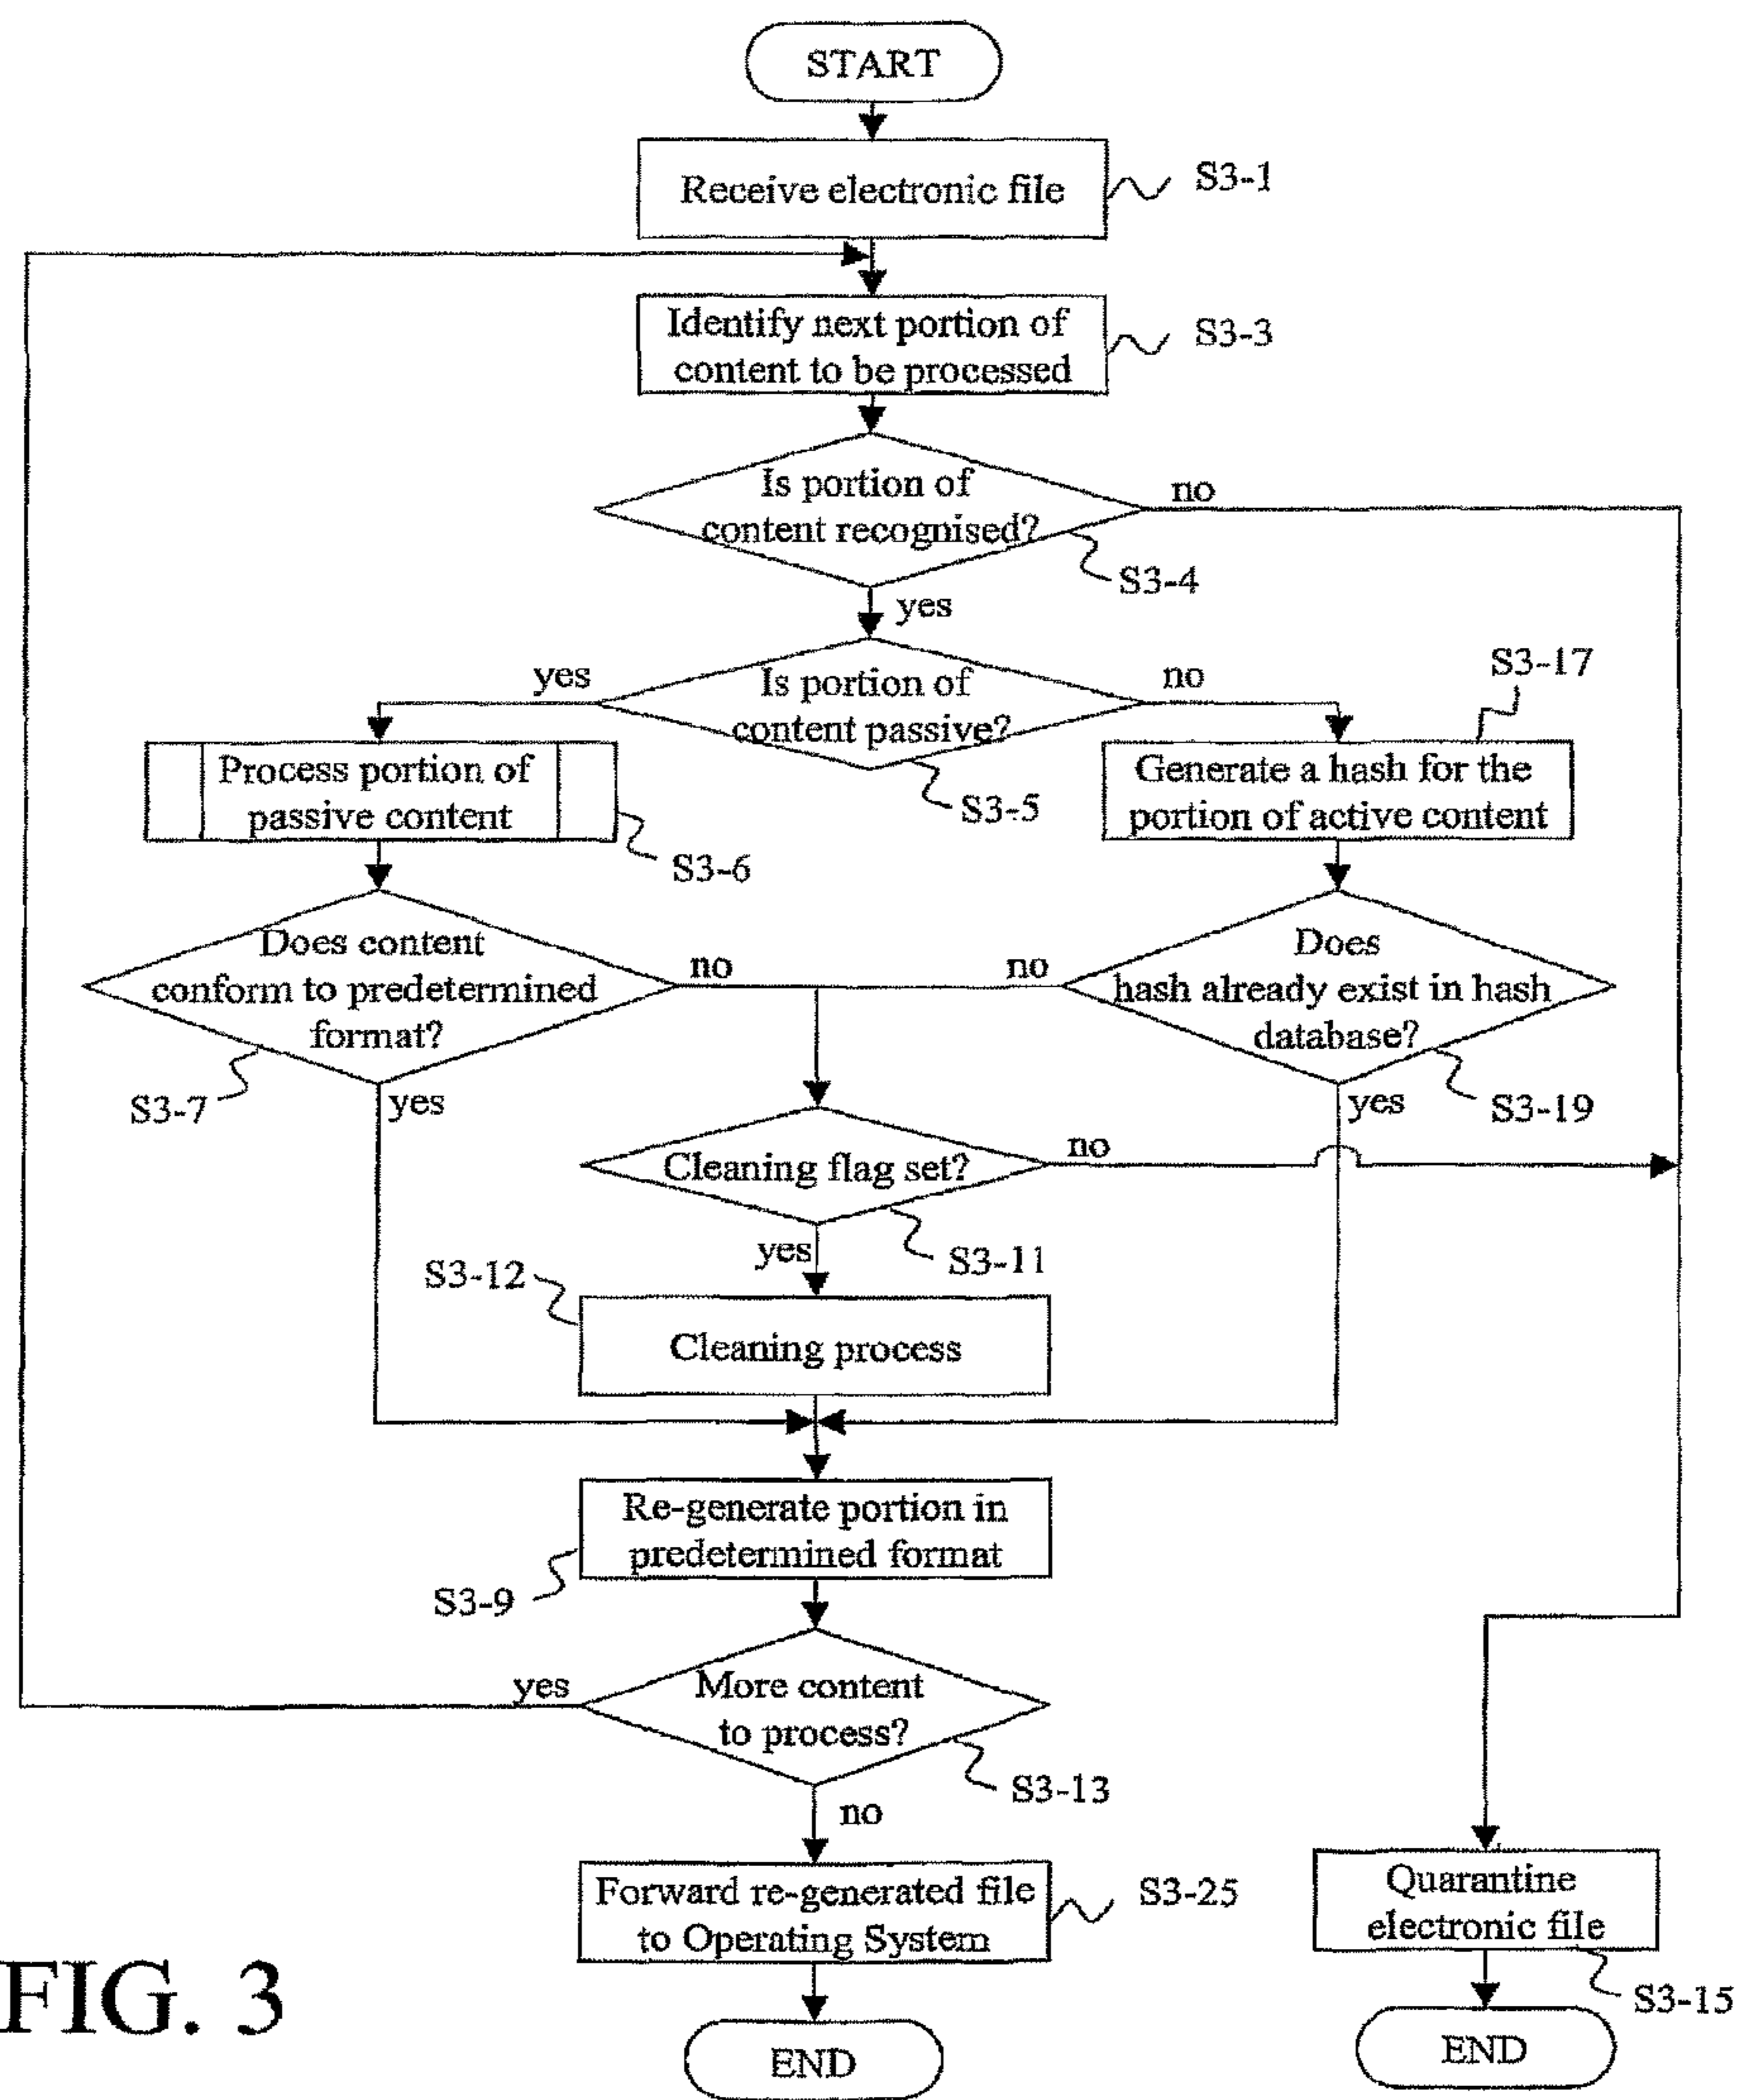 START
Receive electronic file
S3-1
Identify next portion of
content to be processed
S3-3
Is portion of
content recognised?
no
S3-4
yes
Is portion of
content passive?
yes
no
S3-5
S3-17
Process portion of
passive content
S3-6
Generate a hash for the
portion of active content
Does content
conform to predetermined
format?
no
no
Does
hash already exist in hash
database?
S3-7
yes
yes
S3-19
Cleaning flag set?
no
yes
S3-11
S3-12
Cleaning process
Re-generate portion in
predetermined format
S3-9
More content
to process?
yes
S3-13
no
Forward re-generated file
to Operating System
S3-25
Quarantine
electronic file
S3-15
END
END
FIG. 3